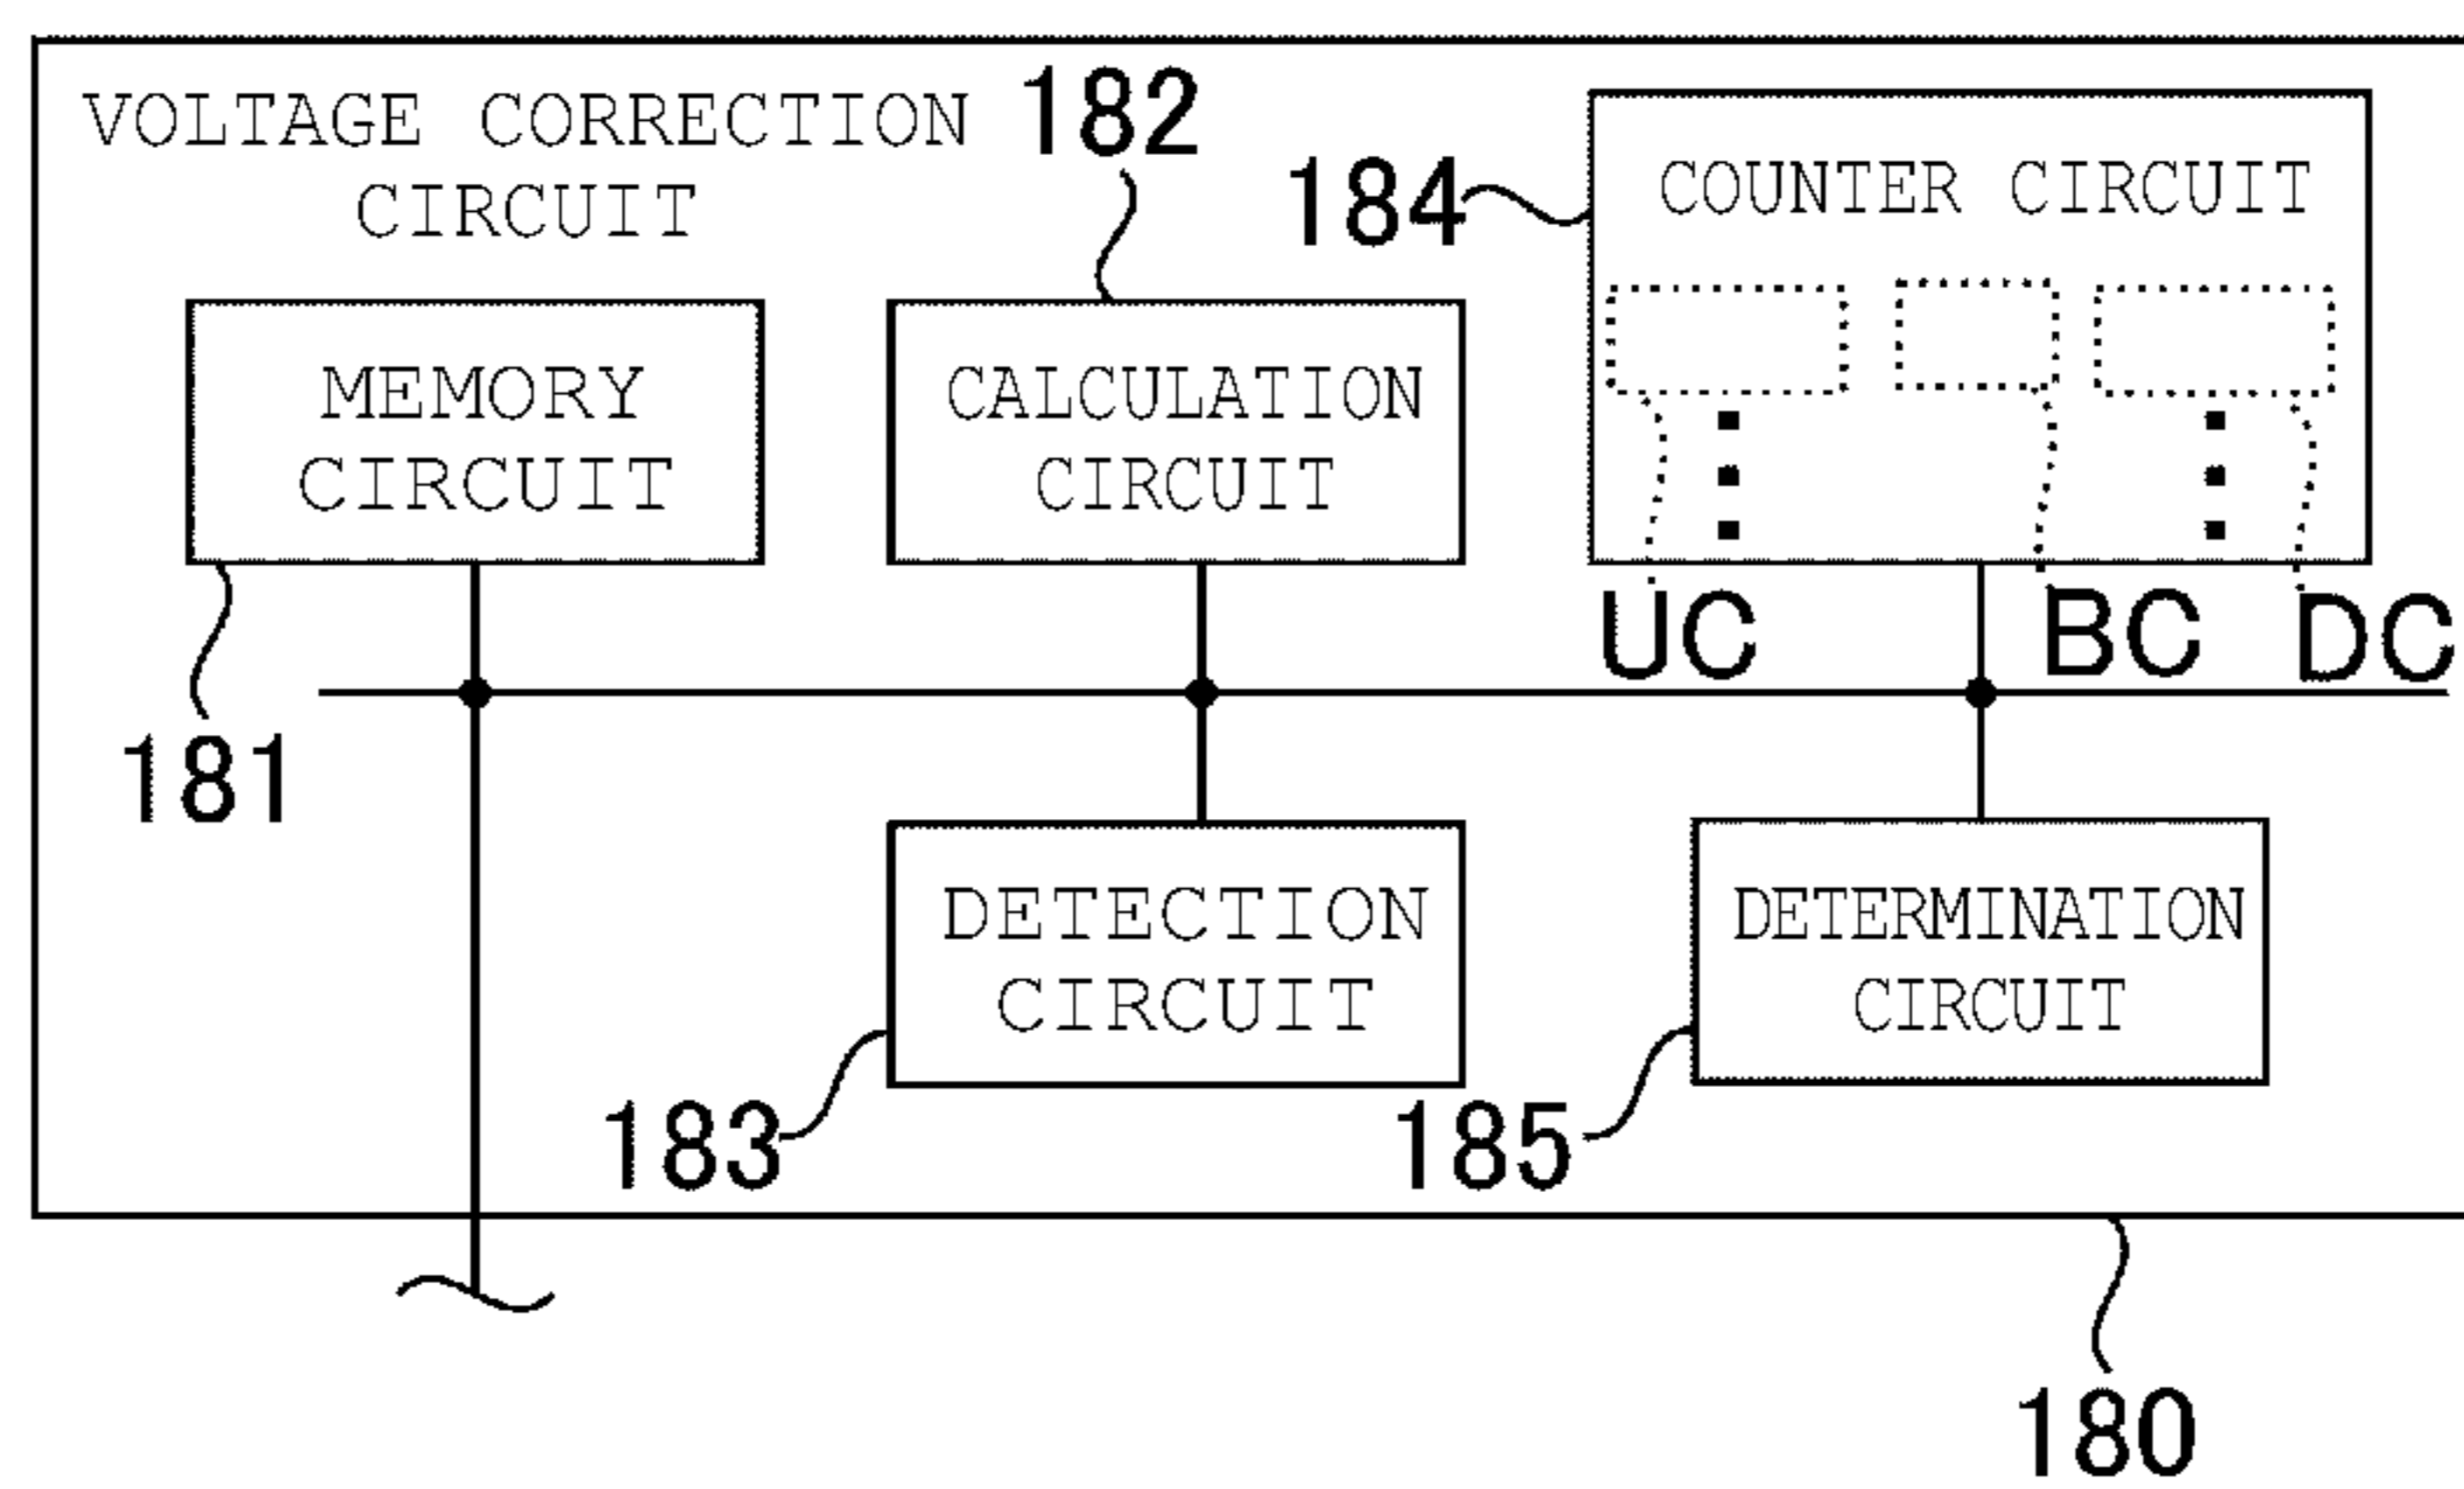 VOLTAGE CORRECTION
CIRCUIT
182
184
COUNTER CIRCUIT
MEMORY
CIRCUIT
CALCULATION
CIRCUIT
UC
BC
DC
181
DETECTION
CIRCUIT
DETERMINATION
CIRCUIT
183
185
180